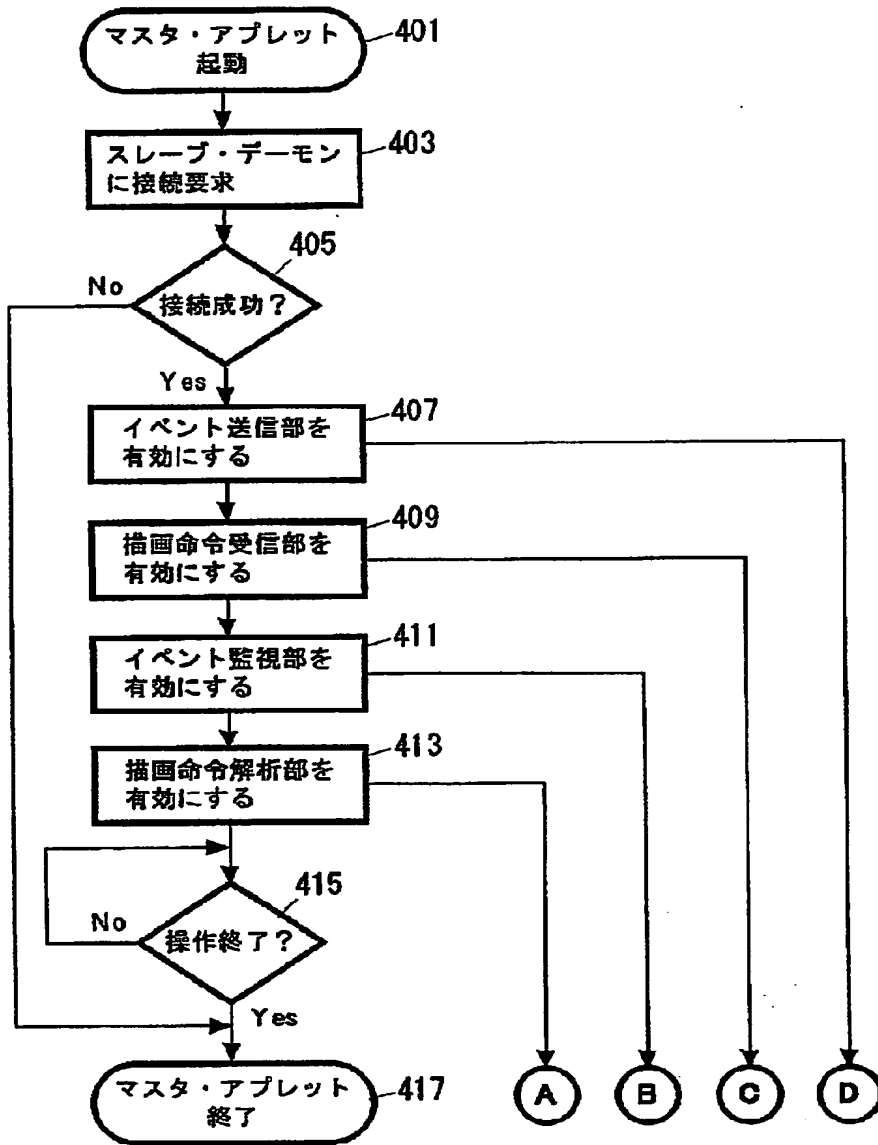 マスタ・アプレット
起動
401
スレーブ・デーモン
に接続要求
403
405
接続成功?
No
Yes
イベント送信部を
有効にする
407
描画命令受信部を
有効にする
409
イベント監視部を
有効にする
411
描画命令解析部を
有効にする
413
415
操作終了?
No
Yes
マスタ・アプレット
終了
417
A
B
C
D